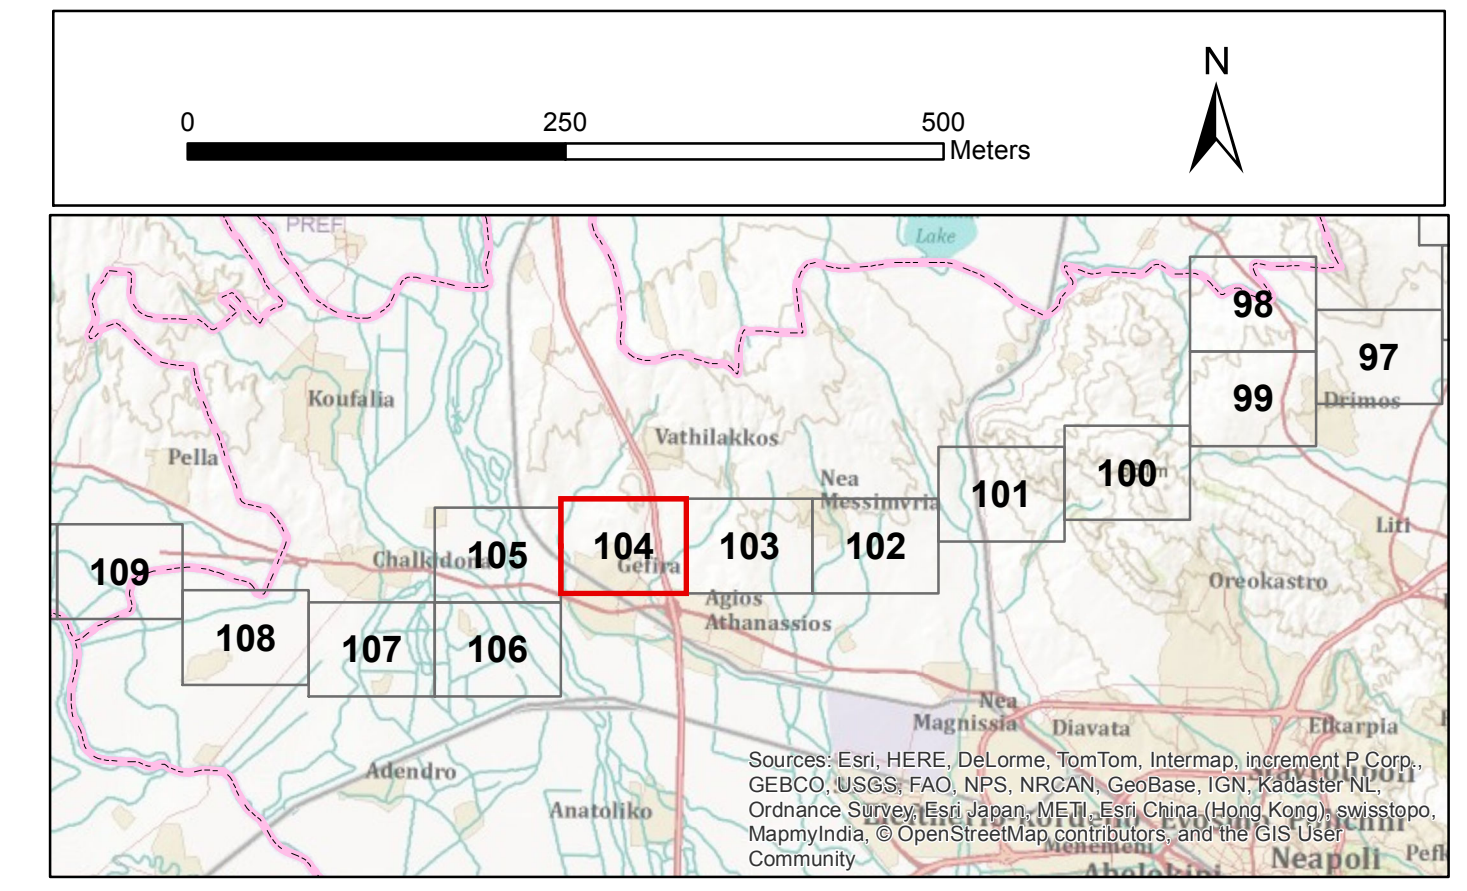 N
0 250 500
Meters
PREF
Lake
98
97
Koufalia
99
Drimos
Vathilakkos
Pella
100
Nea
Messimvria
101
Liti
104
103
102
105
Chalkidona
Gefira
109
Oreokastro
Agios
Athanassios
108
107
106
Nea
Magnissia
Diavata
Efkarpia
Adendro
Anatoliko
Sources: Esri, HERE, DeLorme, TomTom, Intermap, increment P Corp.,
GEBCO, USGS, FAO, NPS, NRCAN, GeoBase, IGN, Kadaster NL,
Ordnance Survey, Esri Japan, METI, Esri China (Hong Kong), swisstopo,
MapmyIndia, © OpenStreetMap contributors, and the GIS User
Community
Menemeni
Neapoli
Pefk